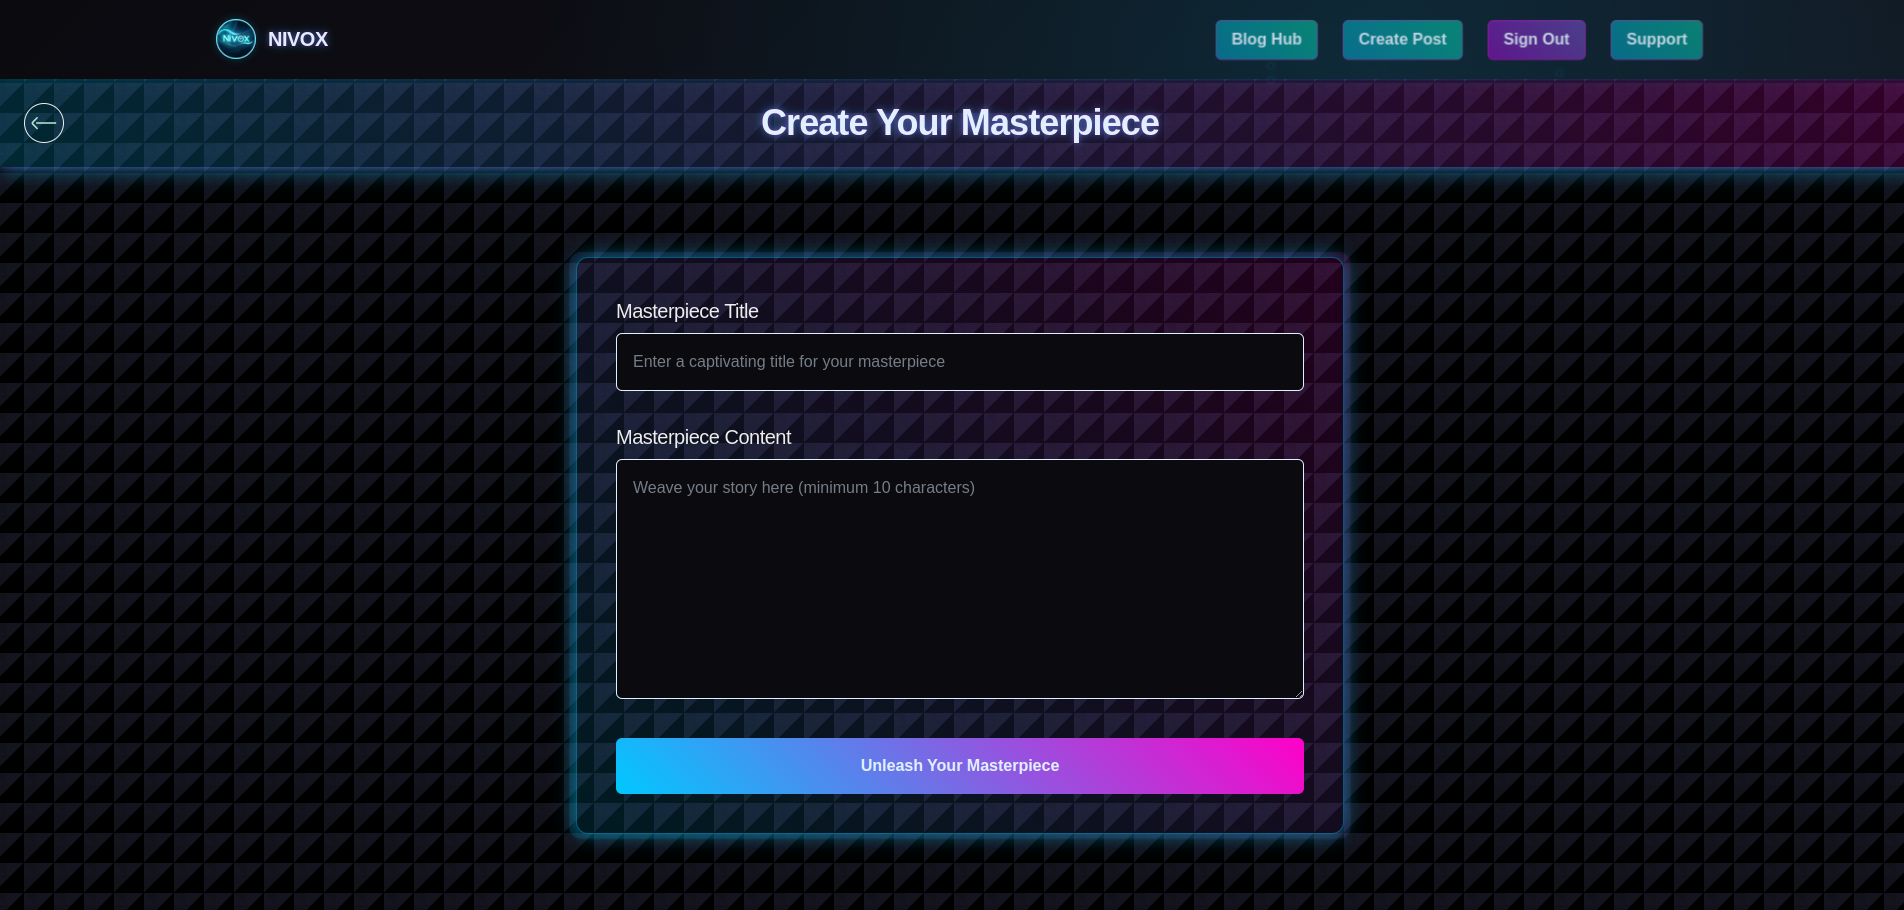 NIVOX
NIVOX
Blog Hub
Create Post
Sign Out
Support
Create Your Masterpiece
Masterpiece Title
Enter a captivating title for your masterpiece
Masterpiece Content
Weave your story here (minimum 10 characters)
Unleash Your Masterpiece